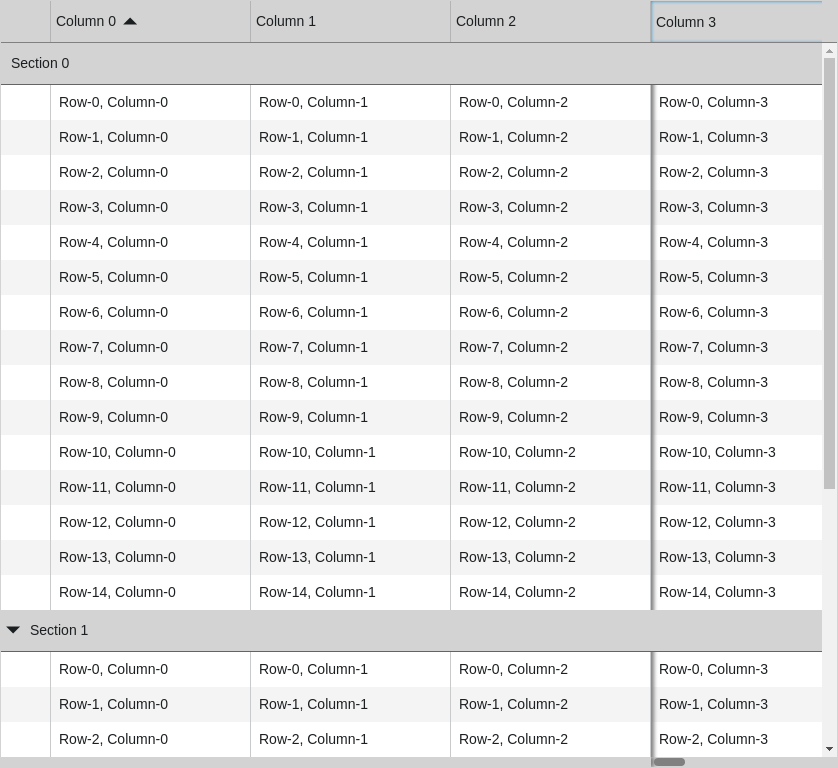 Column 0 Column 1 Column 2 Column 3
Section 0
Row-0, Column-0 Row-0, Column-1 Row-0, Column-2 Row-0, Column-3
Row-1, Column-0 Row-1, Column-1 Row-1, Column-2 Row-1, Column-3
Row-2, Column-0 Row-2, Column-1 Row-2, Column-2 Row-2, Column-3
Row-3, Column-0 Row-3, Column-1 Row-3, Column-2 Row-3, Column-3
Row-4, Column-0 Row-4, Column-1 Row-4, Column-2 Row-4, Column-3
Row-5, Column-0 Row-5, Column-1 Row-5, Column-2 Row-5, Column-3
Row-6, Column-0 Row-6, Column-1 Row-6, Column-2 Row-6, Column-3
Row-7, Column-0 Row-7, Column-1 Row-7, Column-2 Row-7, Column-3
Row-8, Column-0 Row-8, Column-1 Row-8, Column-2 Row-8, Column-3
Row-9, Column-0 Row-9, Column-1 Row-9, Column-2 Row-9, Column-3
Row-10, Column-0 Row-10, Column-1 Row-10, Column-2 Row-10, Column-3
Row-11, Column-0 Row-11, Column-1 Row-11, Column-2 Row-11, Column-3
Row-12, Column-0 Row-12, Column-1 Row-12, Column-2 Row-12, Column-3
Row-13, Column-0 Row-13, Column-1 Row-13, Column-2 Row-13, Column-3
Row-14, Column-0 Row-14, Column-1 Row-14, Column-2 Row-14, Column-3
Section 1
Row-0, Column-0 Row-0, Column-1 Row-0, Column-2 Row-0, Column-3
Row-1, Column-0 Row-1, Column-1 Row-1, Column-2 Row-1, Column-3
Row-2, Column-0 Row-2, Column-1 Row-2, Column-2 Row-2, Column-3